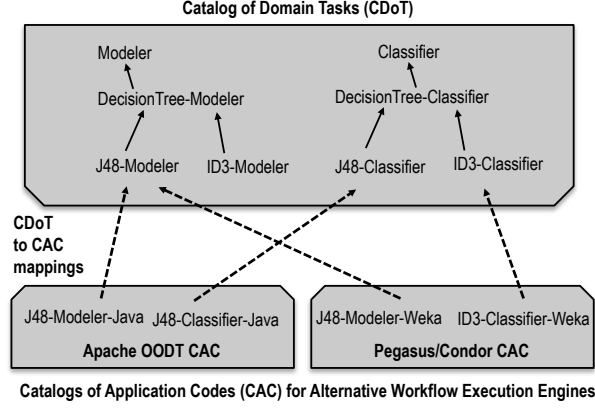 Catalog of Domain Tasks (CDoT)
Modeler
Classifier
DecisionTree-Modeler
DecisionTree-Classifier
J48-Modeler
ID3-Modeler
J48-Classifier
ID3-Classifier
CDoT
to CAC
mappings
J48-Modeler-Java
J48-Classifier-Java
J48-Modeler-Weka
ID3-Classifier-Weka
Apache OODT CAC
Pegasus/Condor CAC
Catalogs of Application Codes (CAC) for Alternative Workflow Execution Engines